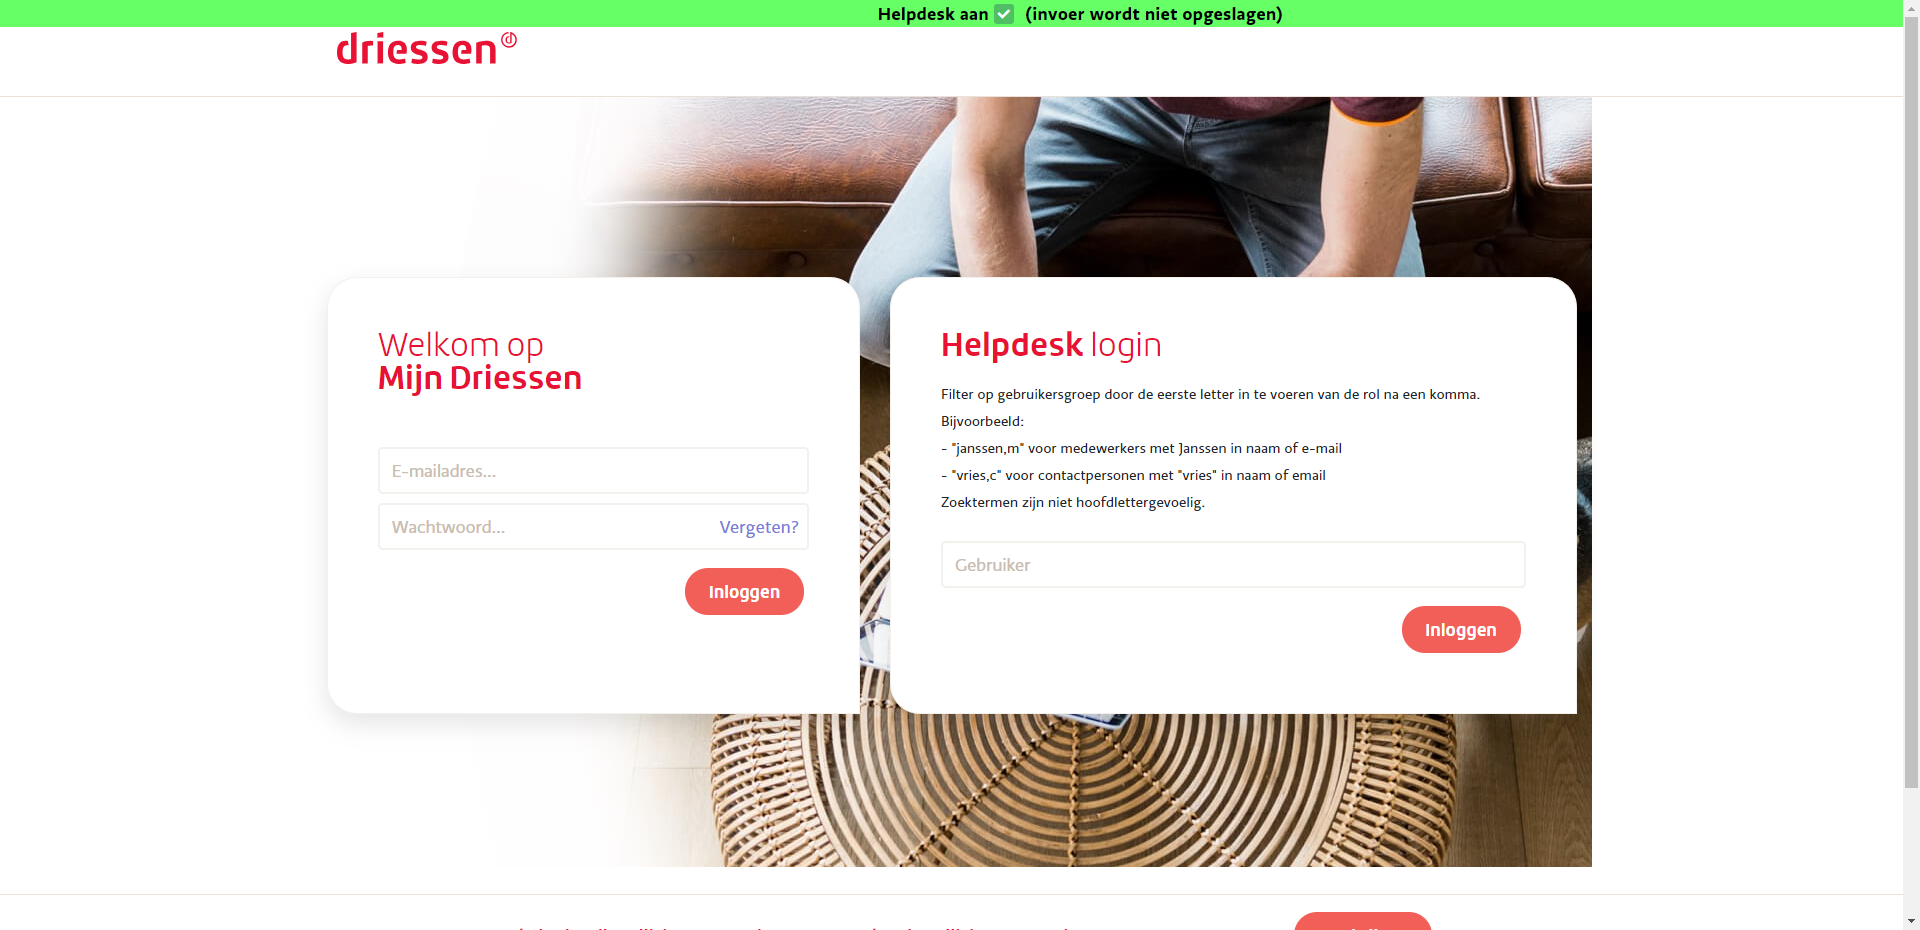 Helpdesk aan (invoer wordt niet opgeslagen)
driessen
Welkom op
Mijn Driessen
E-mailadres...
Wachtwoord...
Vergeten?
Inloggen
Helpdesk login
Filter op gebruikersgroep door de eerste letter in te voeren van de rol na een komma.
Bijvoorbeeld:
- "janssen,m" voor medewerkers met Janssen in naam of e-mail
- "vries,c" voor contactpersonen met "vries" in naam of email
Zoektermen zijn niet hoofdlettergevoelig.
Gebruiker
Inloggen